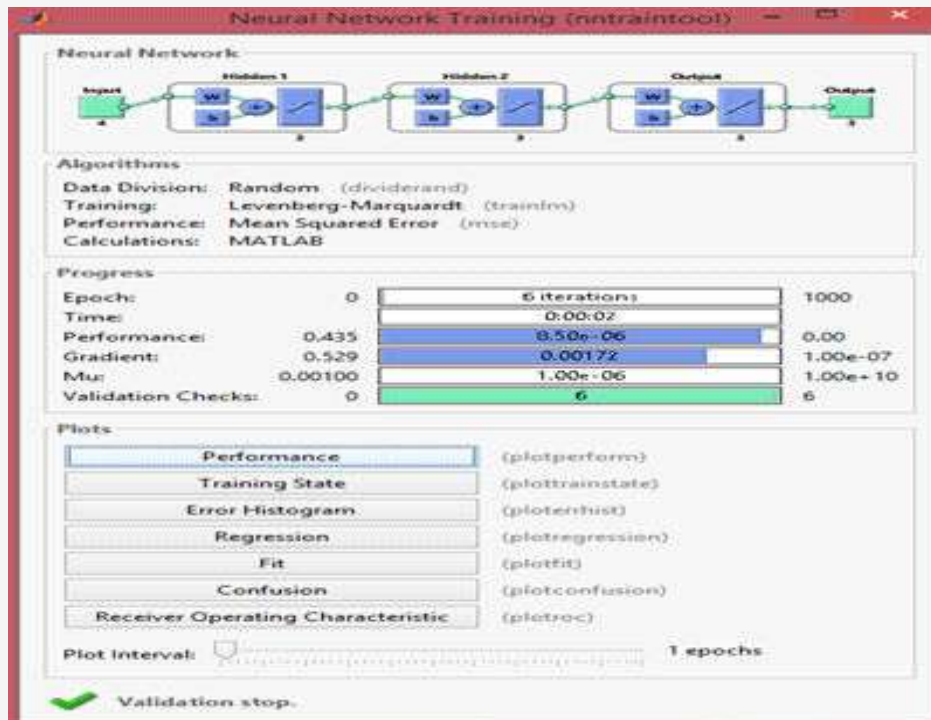 Neural Network Training (nntraintool)
Neural Network
Hidden 1 Hidden 2 Output
Input Output
W W W
b b b
Algorithms
Data Division: Random (dividerand)
Training: Levenberg-Marquardt (trainlm)
Performance: Mean Squared Error (mse)
Calculations: MATLAB
Progress
Epoch: 0 6 iterations 1000
Time: 0:00:02
Performance: 0.435 8.50e-06 0.00
Gradient: 0.529 0.00172 1.00e-07
Mu: 0.00100 1.00e-06 1.00e+10
Validation Checks: 0 6 6
Plots
Performance (plotperform)
Training State (plottrainstate)
Error Histogram (ploterrhist)
Regression (plotregression)
Fit (plotfit)
Confusion (plotconfusion)
Receiver Operating Characteristic (plotroc)
Plot Interval: 1 epochs
Validation stop.